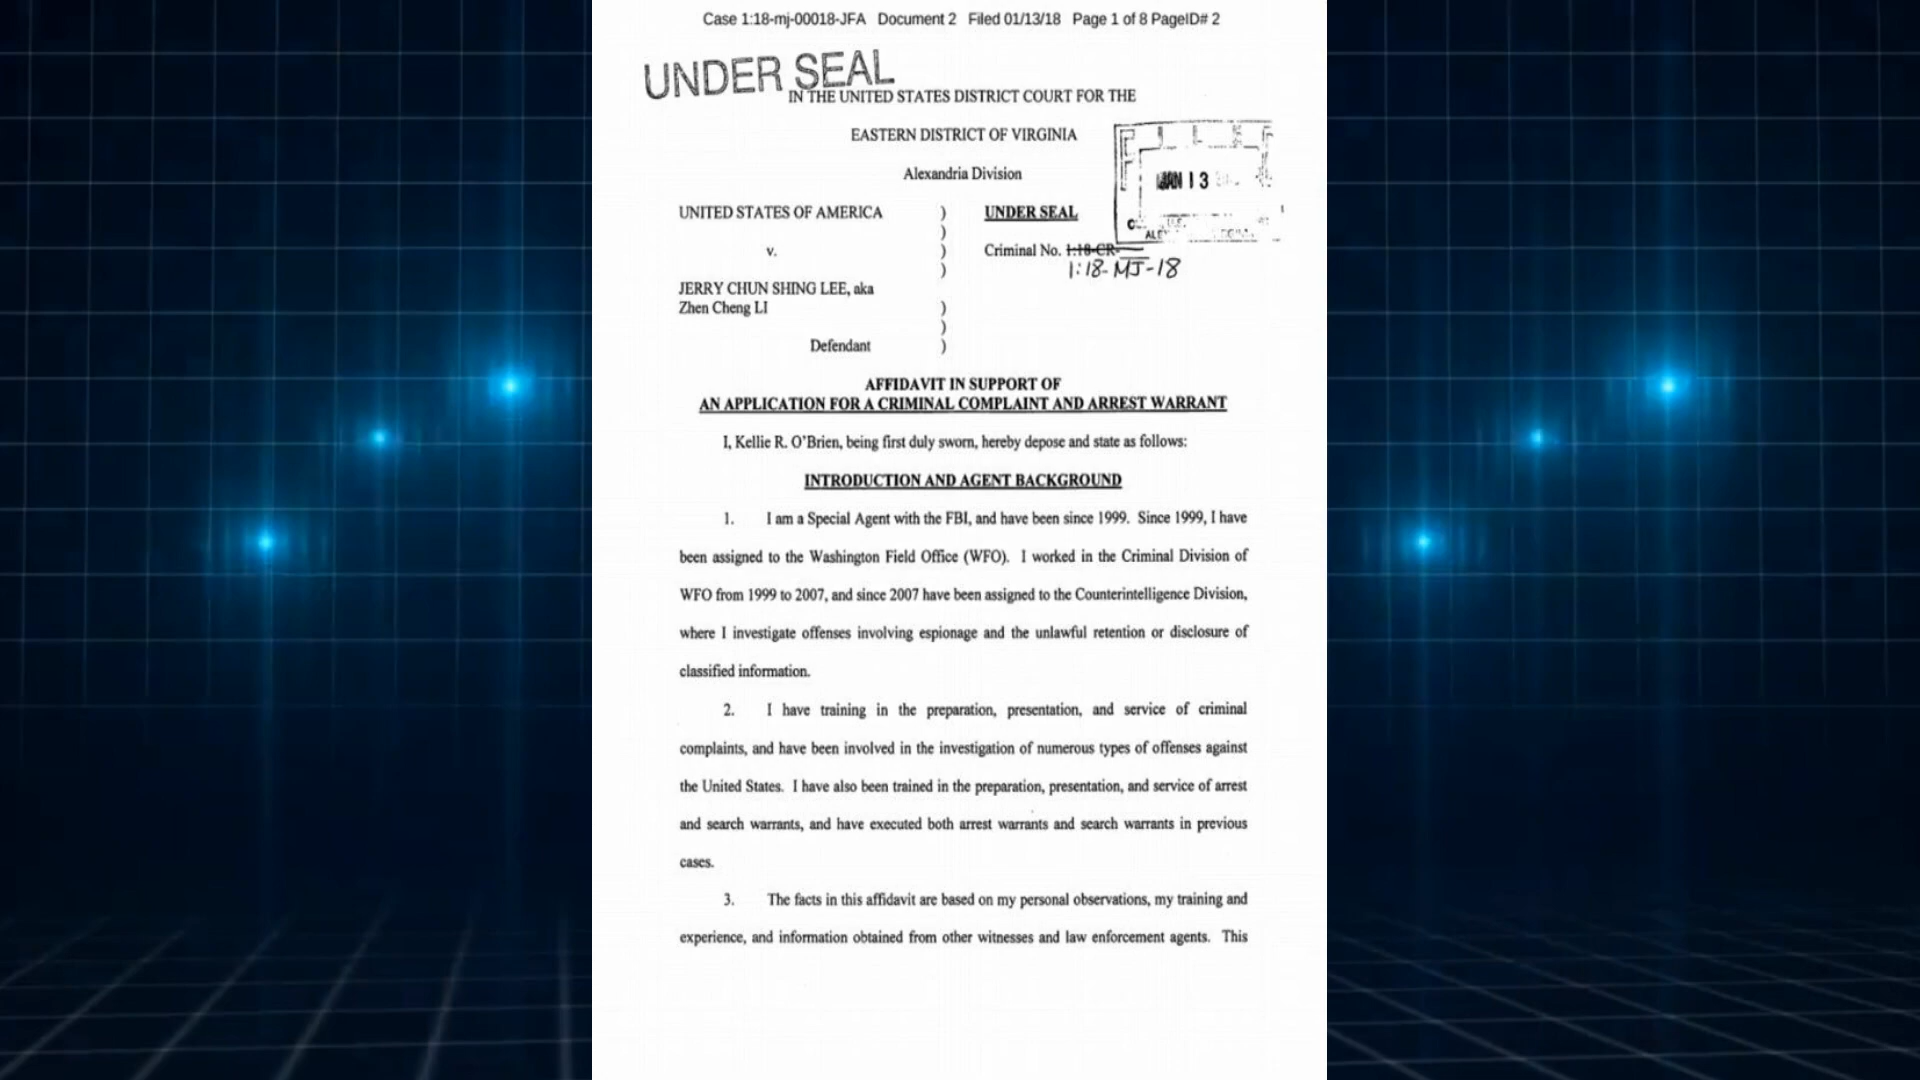 Case 1:18-mj-00018-JFA Document 2 Filed 01/13/18 Page 1 of 8 PageID# 2
UNDER SEAL
IN THE UNITED STATES DISTRICT COURT FOR THE
EASTERN DISTRICT OF VIRGINIA
Alexandria Division
JAN 13
UNITED STATES OF AMERICA ) UNDER SEAL
)
v. ) Criminal No. 1:18-CR-
) 1:18-MJ-18
JERRY CHUN SHING LEE, aka
Zhen Cheng LI )
)
Defendant )
AFFIDAVIT IN SUPPORT OF
AN APPLICATION FOR A CRIMINAL COMPLAINT AND ARREST WARRANT
I, Kellie R. O'Brien, being first duly sworn, hereby depose and state as follows:
INTRODUCTION AND AGENT BACKGROUND
1. I am a Special Agent with the FBI, and have been since 1999. Since 1999, I have
been assigned to the Washington Field Office (WFO). I worked in the Criminal Division of
WFO from 1999 to 2007, and since 2007 have been assigned to the Counterintelligence Division,
where I investigate offenses involving espionage and the unlawful retention or disclosure of
classified information.
2. I have training in the preparation, presentation, and service of criminal
complaints, and have been involved in the investigation of numerous types of offenses against
the United States. I have also been trained in the preparation, presentation, and service of arrest
and search warrants, and have executed both arrest warrants and search warrants in previous
cases.
3. The facts in this affidavit are based on my personal observations, my training and
experience, and information obtained from other witnesses and law enforcement agents. This